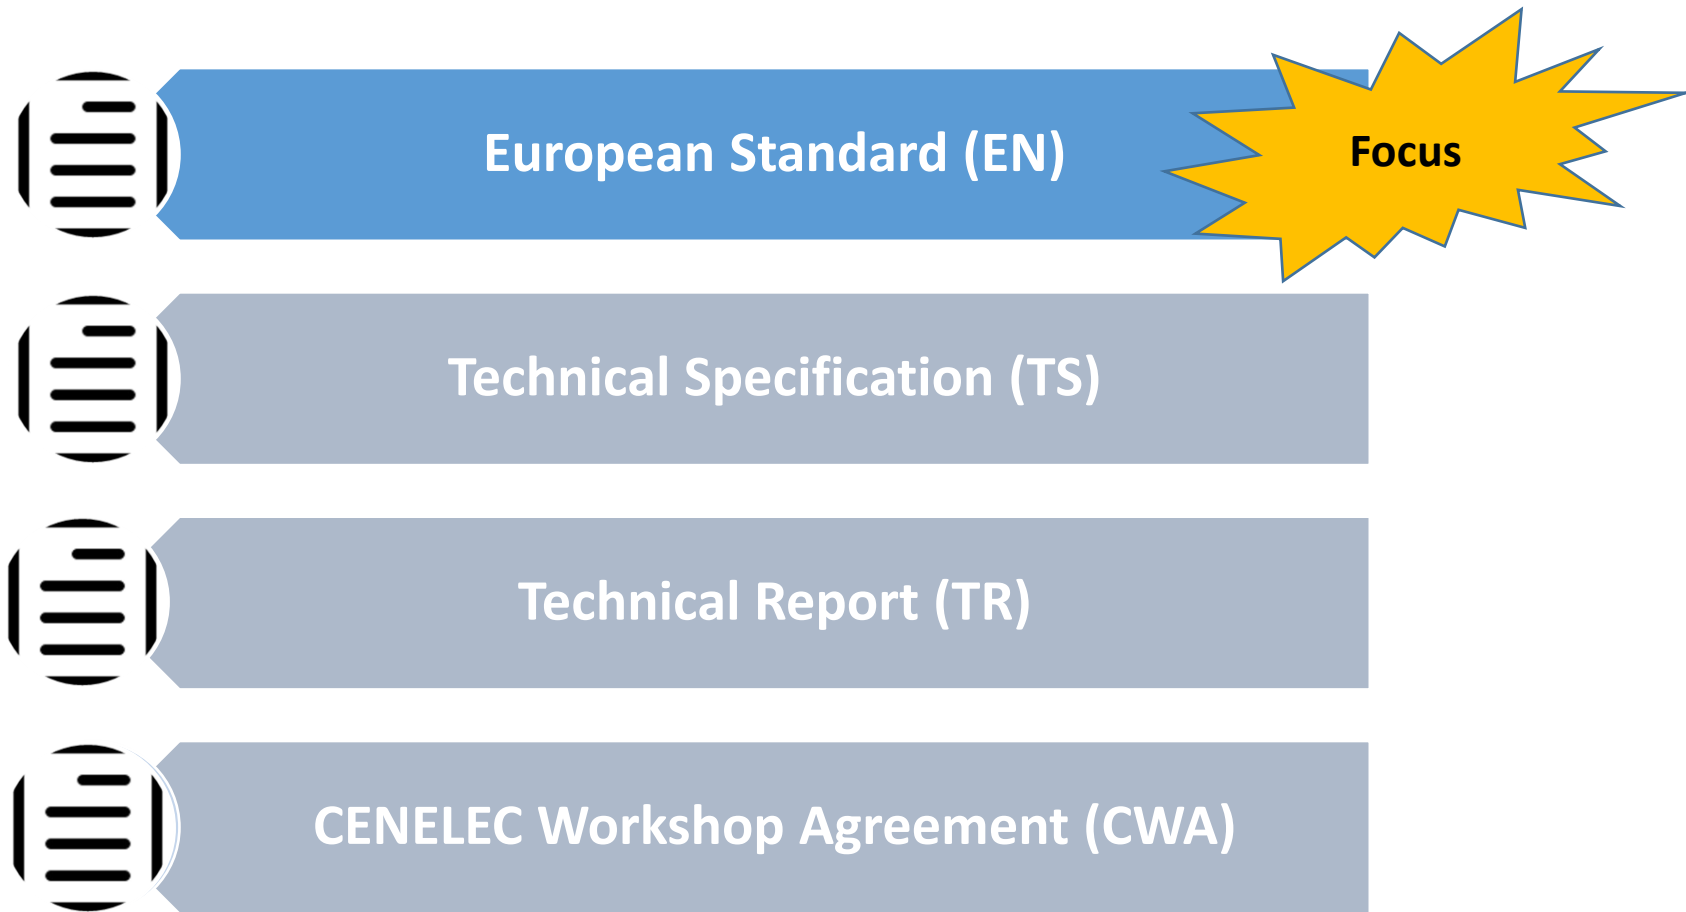 European Standard (EN)
Focus
Technical Specification (TS)
Technical Report (TR)
CENELEC Workshop Agreement (CWA)